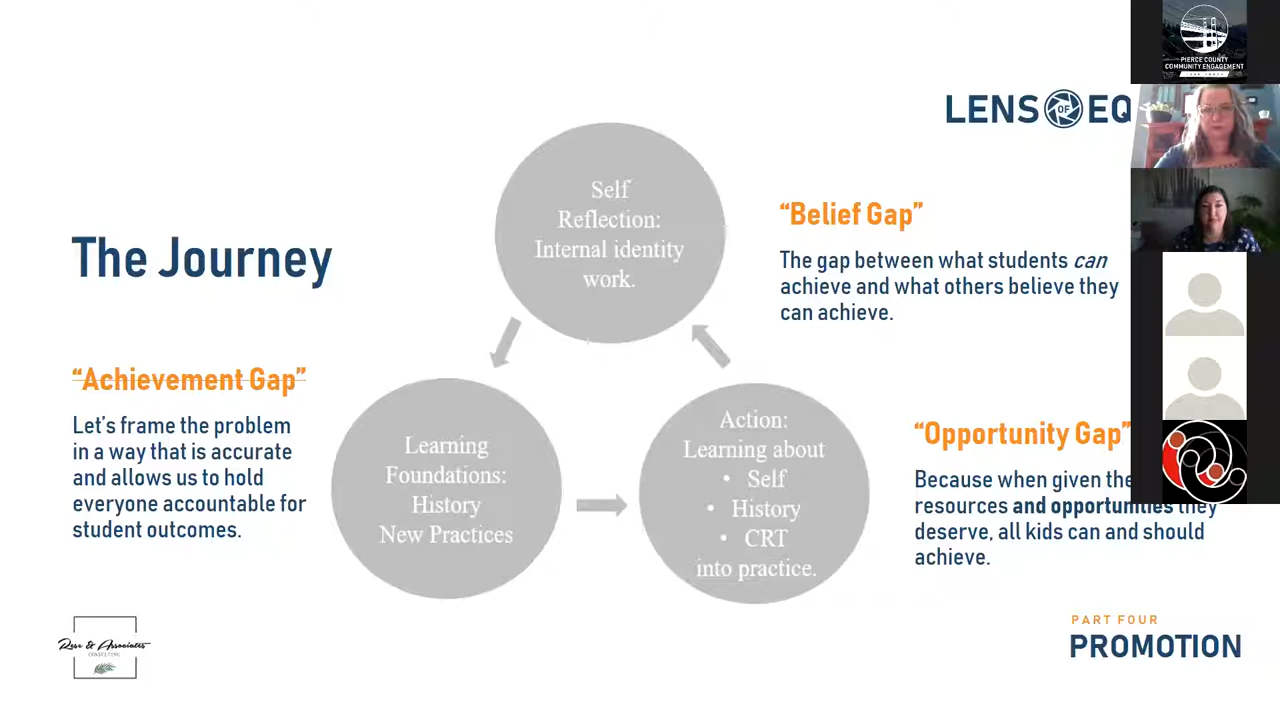 PIERCE COUNTY
COMMUNITY ENGAGEMENT
LENS OF EQ
Self
Reflection:
Internal identity
work.
"Belief Gap"
The gap between what students can
achieve and what others believe they
can achieve.
The Journey
"Achievement Gap"
Let's frame the problem
in a way that is accurate
and allows us to hold
everyone accountable for
student outcomes.
Learning
Foundations:
History
New Practices
Action:
Learning about
• Self
• History
• CRT
into practice.
"Opportunity Gap"
Because when given the
resources and opportunities they
deserve, all kids can and should
achieve.
Rose & Associates
PART FOUR
PROMOTION